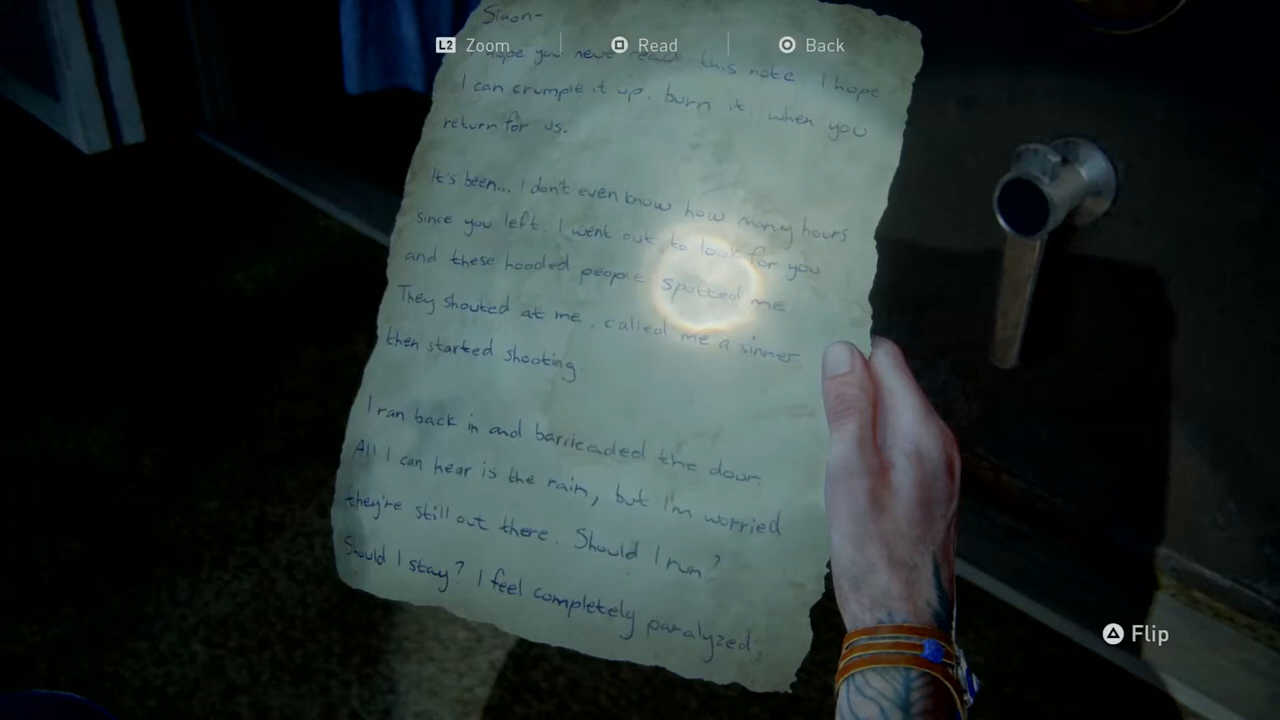 Simon-
L2 Zoom
Read
Back
I hope you never read this note. I hope
I can crumple it up, burn it, when you
return for us.
It's been... I don't even know how many hours
since you left. I went out to look for you
and these hooded people spotted me
They shouted at me, called me a sinner
then started shooting.
I ran back in and barricaded the door.
All I can hear is the rain, but I'm worried
they're still out there. Should I run?
Should I stay? I feel completely paralyzed.
Flip